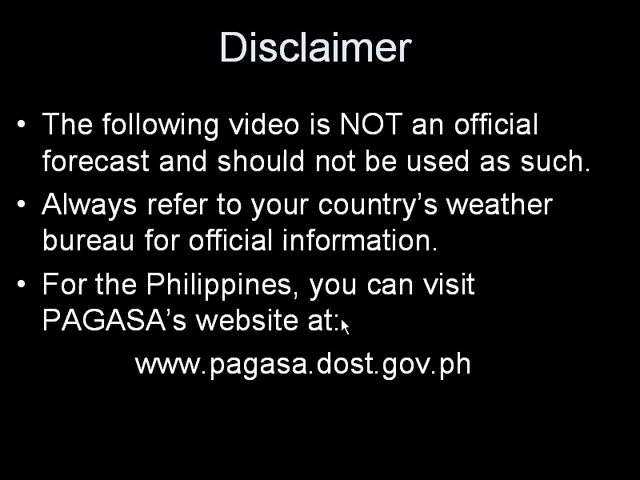 Disclaimer
• The following video is NOT an official
forecast and should not be used as such.
• Always refer to your country's weather
bureau for official information.
• For the Philippines, you can visit
PAGASA's website at:
www.pagasa.dost.gov.ph